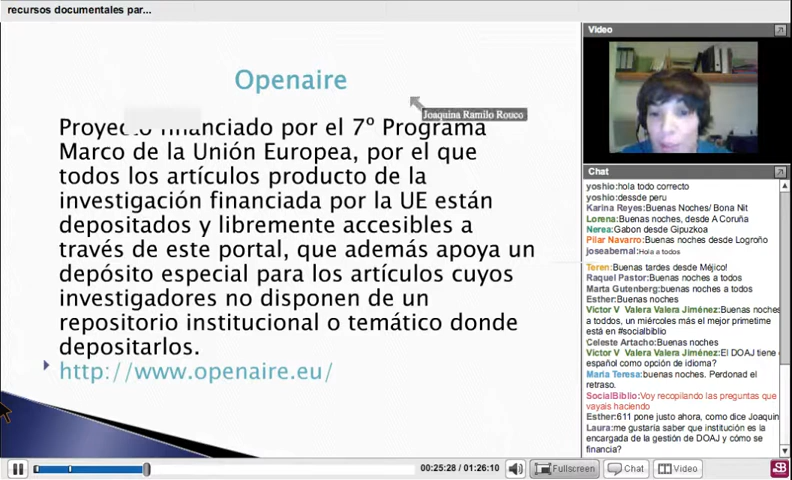 recursos documentales par...
Openaire
Joaquina Ramilo Rouco
Proyecto financiado por el 7º Programa
Marco de la Unión Europea, por el que
todos los artículos producto de la
investigación financiada por la UE están
depositados y libremente accesibles a
través de este portal, que además apoya un
depósito especial para los artículos cuyos
investigadores no disponen de un
repositorio institucional o temático donde
depositarlos.
http://www.openaire.eu/
Video
Chat
yoshio:hola todo correcto
yoshio:dessde peru
Karina Reyes:Buenas Noches/ Bona Nit
Lorena:Buenas noches, desde A Coruña
Nerea:Gabon desde Gipuzkoa
Pilar Navarro:Buenas noches desde Logroño
joseabernal:Hola a todos
Teren:Buenas tardes desde Méjico!
Raquel Pastor:Buenas noches a todos
Marta Gutenberg:buenas noches a todos
Esther:Buenas noches
Victor V Valera Valera Jiménez:Buenas noches
a toddos, un miércoles más el mejor primetime
está en #socialbiblio
Celeste Artacho:Buenas noches
Victor V Valera Valera Jiménez:El DOAJ tiene
español como opción de idioma?
Maria Teresa:buenas noches. Perdonad el
retraso.
SocialBiblio:Voy recopilando las preguntas que
vayais haciendo
Esther:611 pone justo ahora, como dice Joaquin
Laura:me gustaría saber que institución es la
encargada de la gestión de DOAJ y cómo se
financia?
00:25:28 / 01:26:10
Fullscreen
Chat
Video
SB